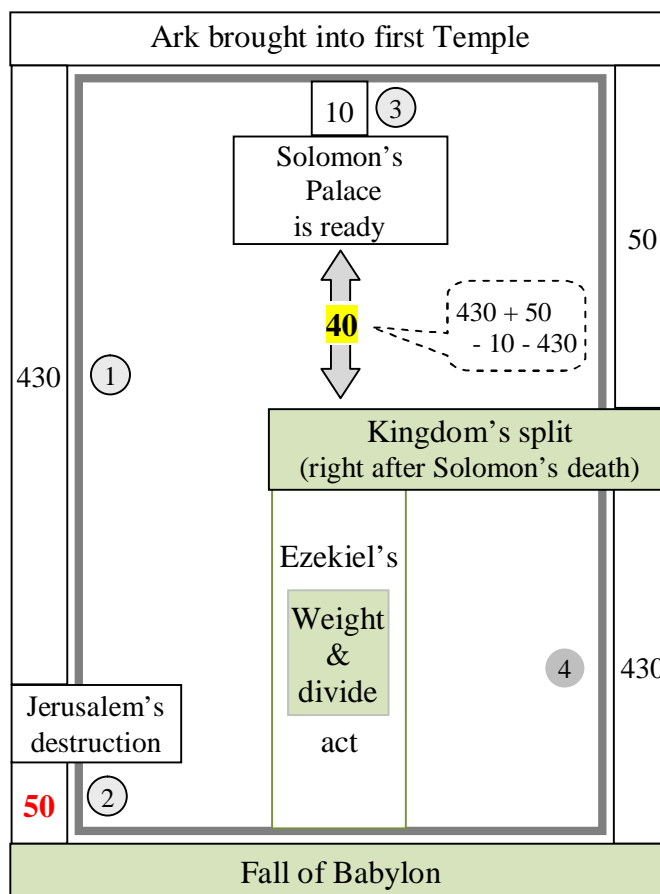 Ark brought into first Temple
10
3
Solomon’s
Palace
is ready
50
40
430 + 50
- 10 - 430
430
1
Kingdom’s split
(right after Solomon’s death)
Ezekiel’s
Weight
&
divide
act
4
430
Jerusalem’s
destruction
50
2
Fall of Babylon